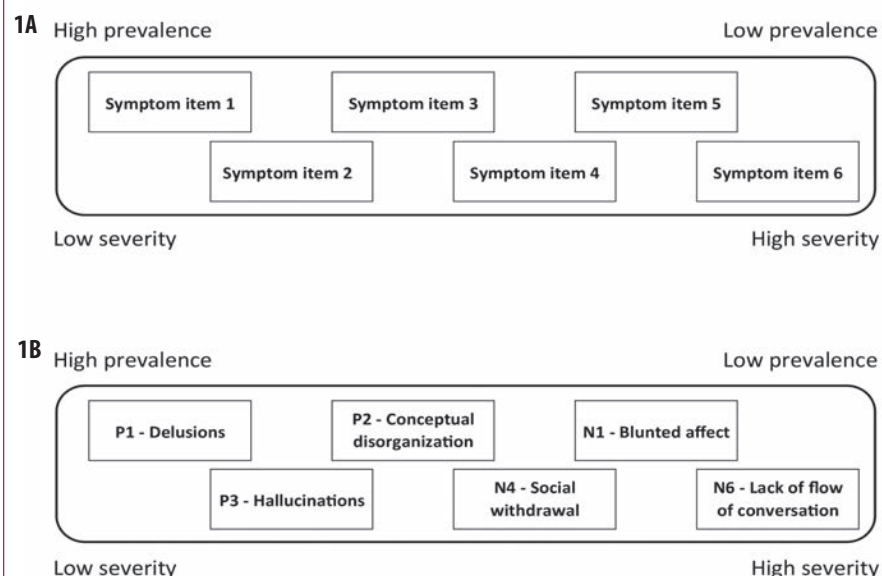 1A High prevalence Low prevalence
Symptom item 1 Symptom item 3 Symptom item 5
Symptom item 2 Symptom item 4 Symptom item 6
Low severity High severity
1B High prevalence Low prevalence
P1 - Delusions
P2 - Conceptual
disorganization
N1 - Blunted affect
P3 - Hallucinations
N4 - Social
withdrawal
N6 - Lack of flow
of conversation
Low severity High severity